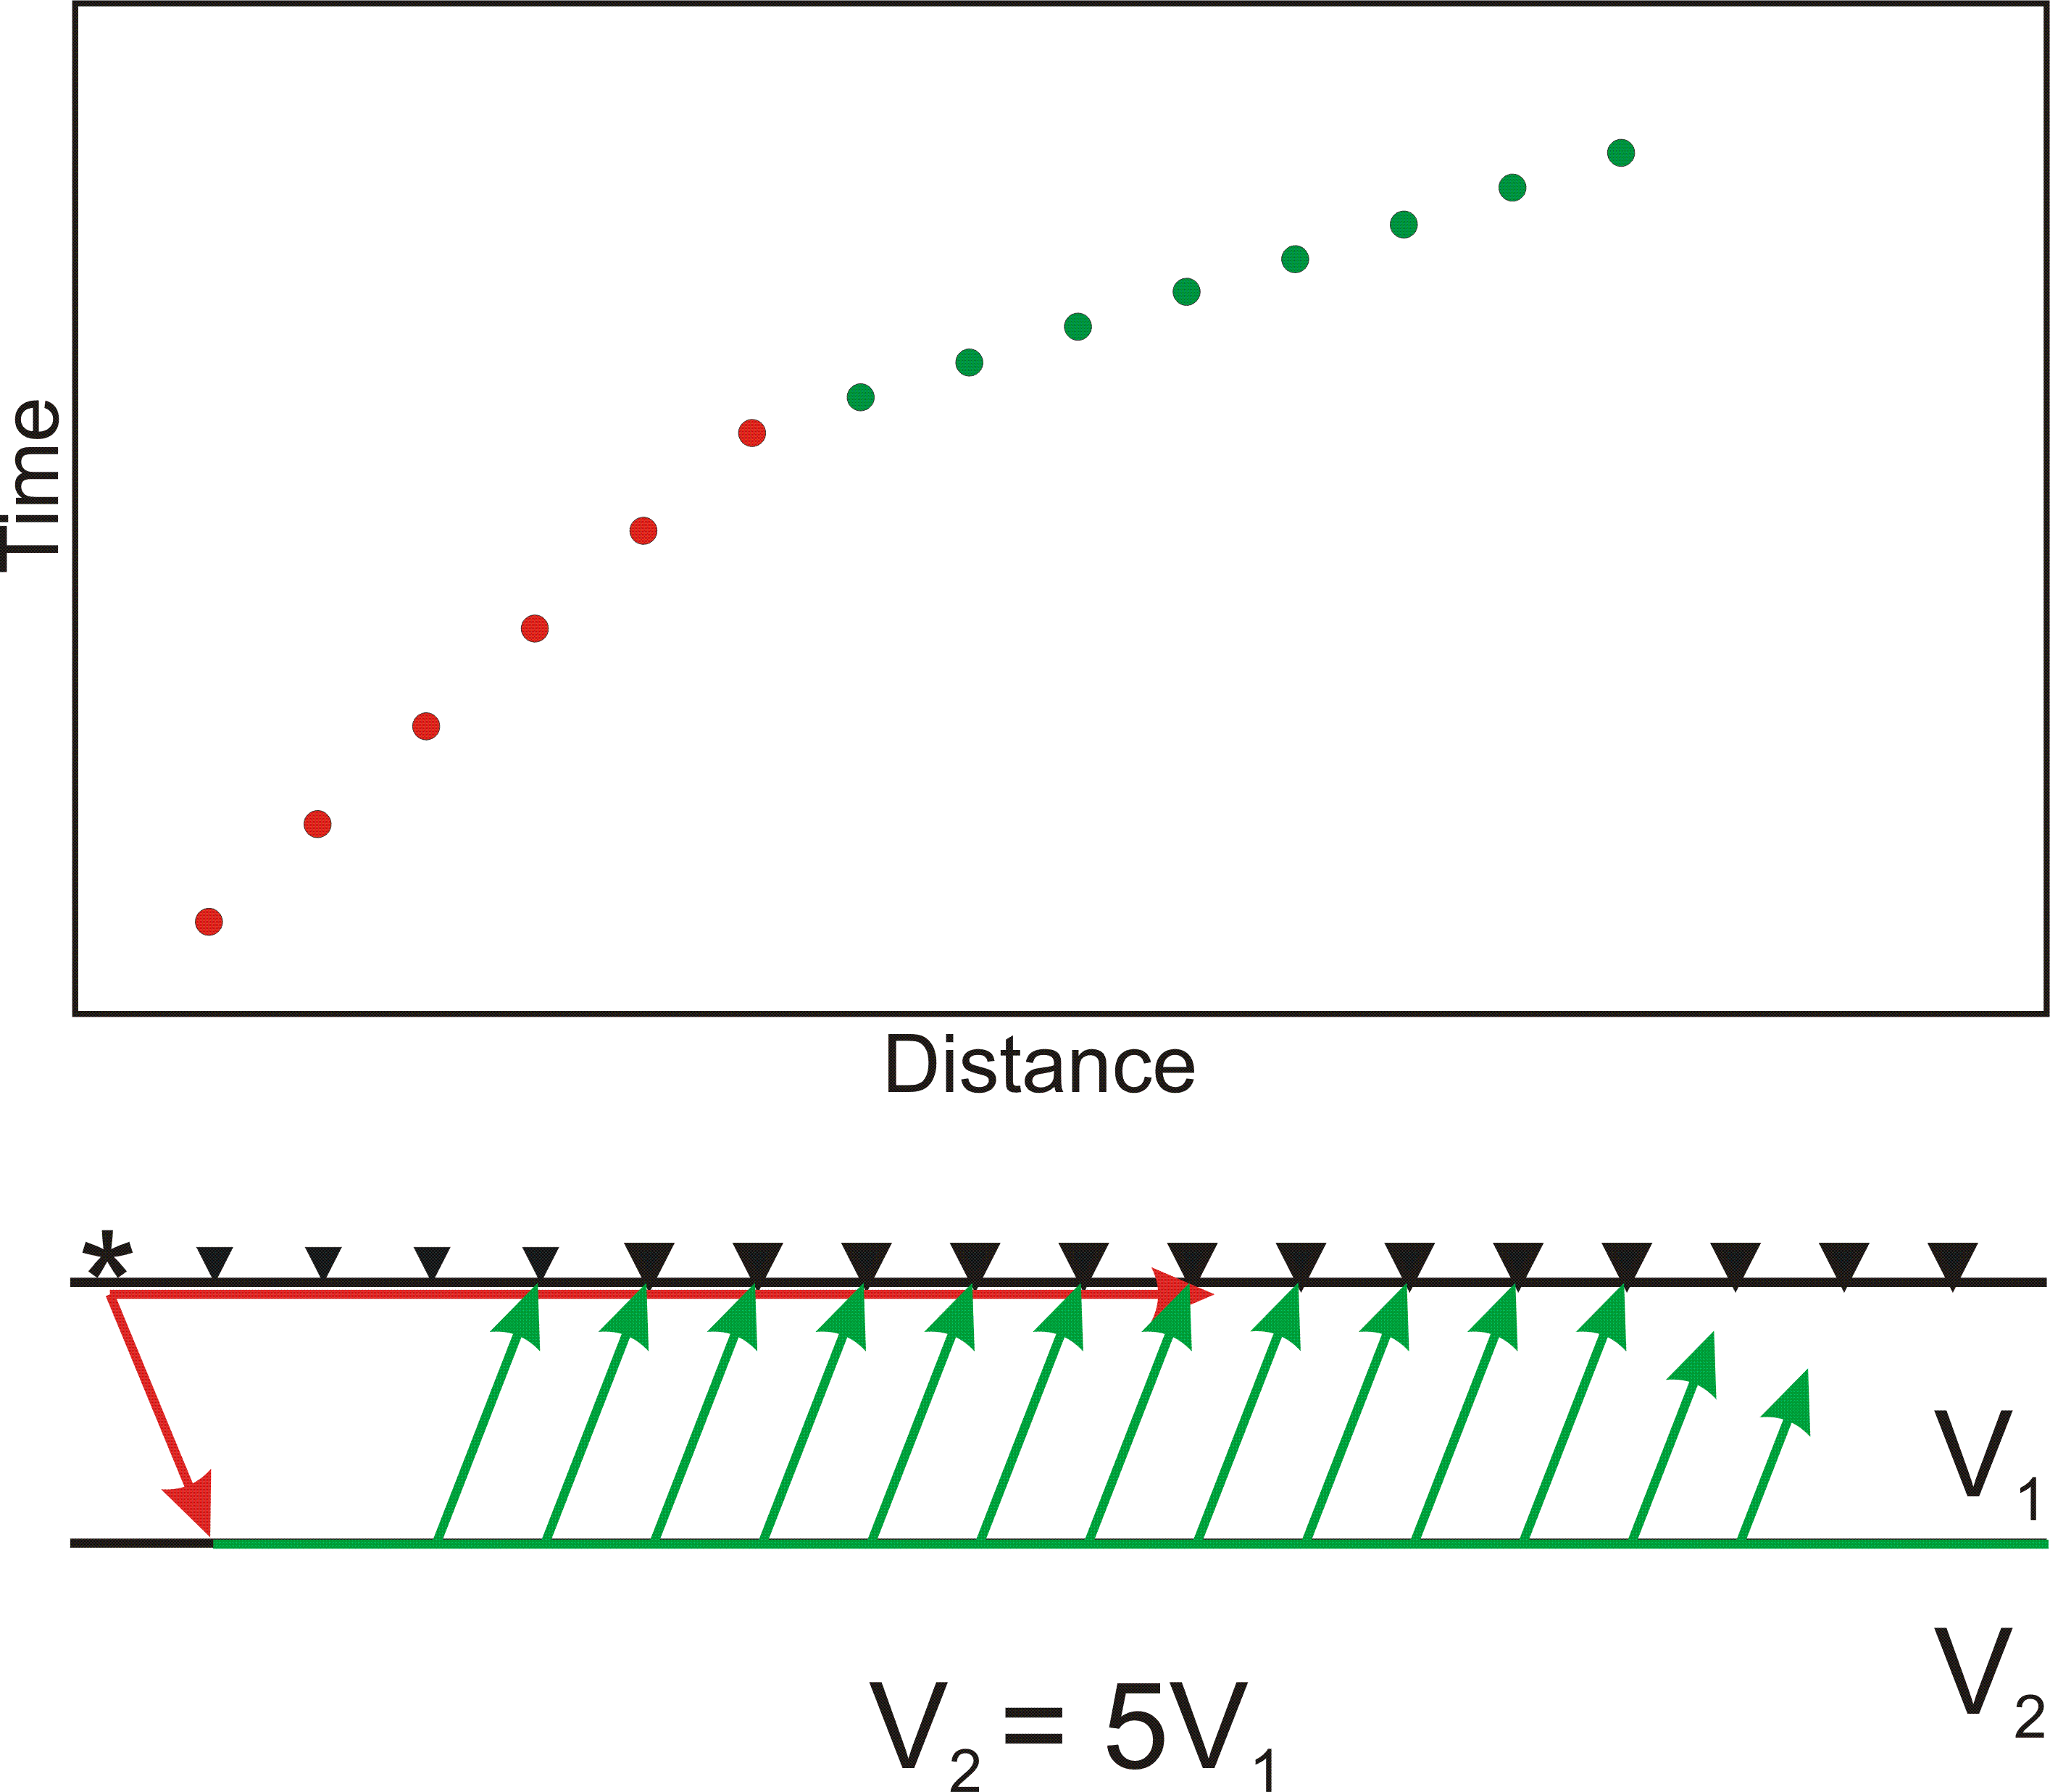 Time
Distance
*
V1
V2
V2 = 5V1